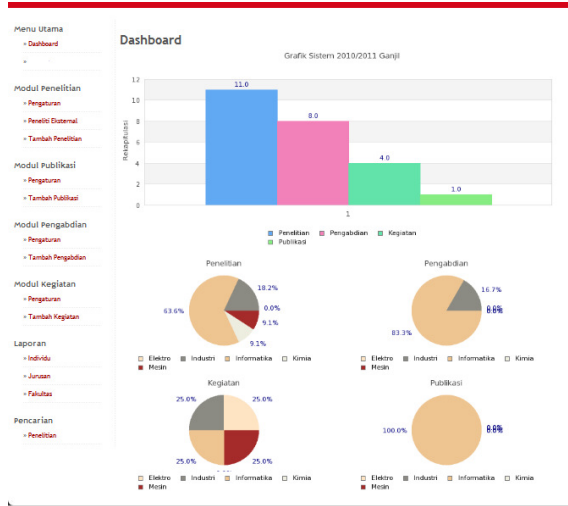 Menu Utama
» Dashboard
»
Modul Penelitian
» Pengaturan
» Peneliti Eksternal
» Tambah Penelitian
Modul Publikasi
» Pengaturan
» Tambah Publikasi
Modul Pengabdian
» Pengaturan
» Tambah Pengabdian
Modul Kegiatan
» Pengaturan
» Tambah Kegiatan
Laporan
» Individu
» Jurusan
» Fakultas
Pencarian
» Penelitian
Dashboard
Grafik Sistem 2010/2011 Ganjil
Rekapitulasi
12
10
8
6
4
2
0
11.0
8.0
4.0
1.0
1
Penelitian Pengabdian Kegiatan
Publikasi
Penelitian
18.2%
0.0%
9.1%
9.1%
63.6%
Elektro Industri Informatika Kimia
Mesin
Pengabdian
16.7%
83.3%
Elektro Industri Informatika Kimia
Mesin
Kegiatan
25.0% 25.0%
25.0% 25.0%
Elektro Industri Informatika Kimia
Mesin
Publikasi
100.0%
Elektro Industri Informatika Kimia
Mesin